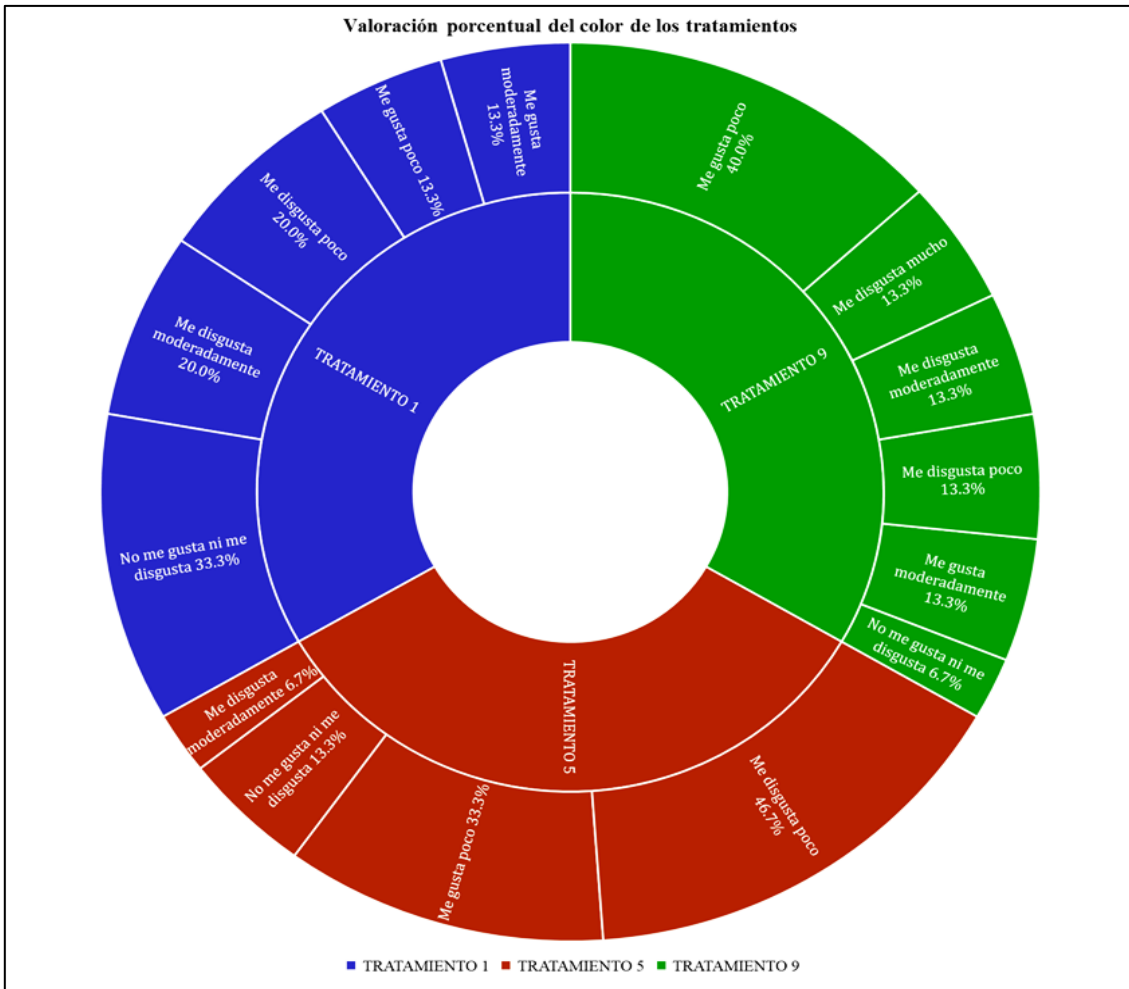 Valoración porcentual del color de los tratamientos
Me gusta poco
40.0%
Me disgusta mucho
13.3%
Me disgusta
moderadamente
13.3%
Me disgusta poco
13.3%
Me gusta
moderadamente
13.3%
No me gusta ni me
disgusta 6.7%
TRATAMIENTO 9
Me disgusta poco
46.7%
Me gusta poco 33.3%
No me gusta ni me
disgusta 13.3%
Me disgusta
moderadamente 6.7%
TRATAMIENTO 5
No me gusta ni me
disgusta 33.3%
Me disgusta
moderadamente
20.0%
Me disgusta poco
20.0%
Me gusta poco 13.3%
Me gusta
moderadamente
13.3%
TRATAMIENTO 1
TRATAMIENTO 1 TRATAMIENTO 5 TRATAMIENTO 9